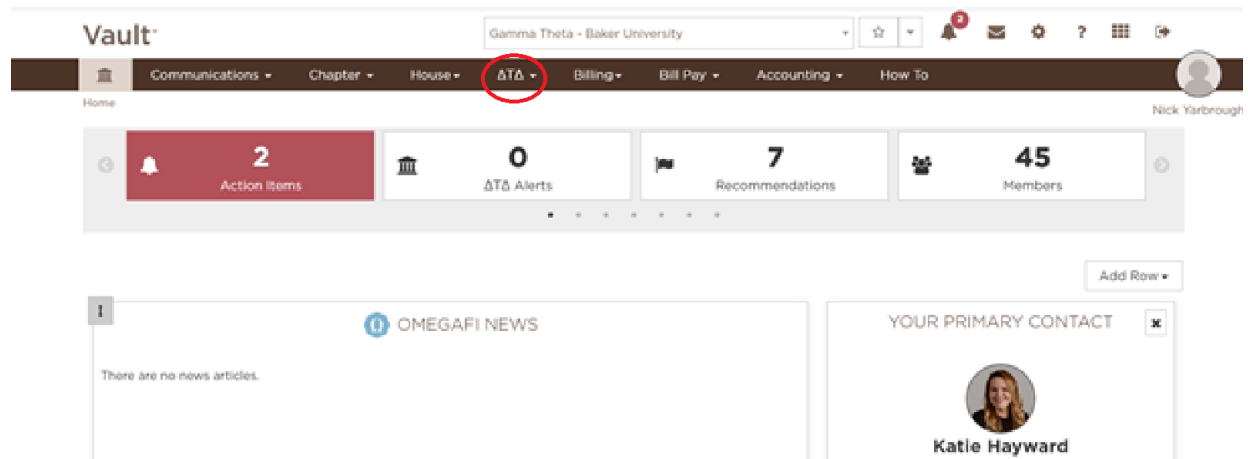 Vault
Gamma Theta - Baker University
2
?
Communications
Chapter
House
ΔTΔ
Billing
Bill Pay
Accounting
How To
Home
Nick Yarbrough
2
Action Items
0
ΔTΔ Alerts
7
Recommendations
45
Members
Add Row
OMEGAFI NEWS
YOUR PRIMARY CONTACT
There are no news articles.
Katie Hayward